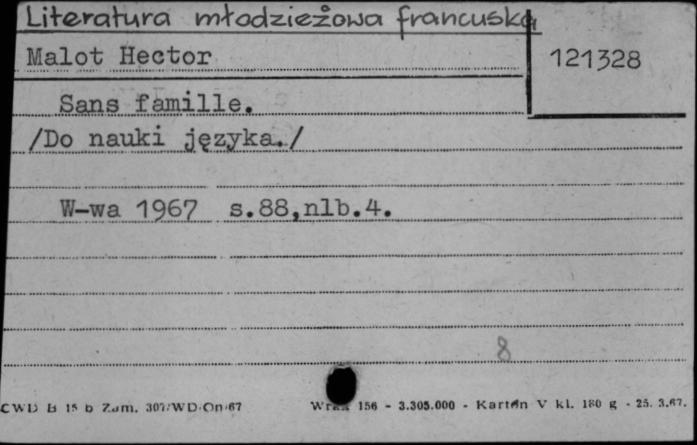 Literatura młodzieżowa francuska
Malot Hector
121328
Sans famille.
/Do nauki języka./
W-wa 1967 s.88,nlb.4.
8
CWD B 15 b Zam. 307/WD/On/67 156 - 3.305.000 - Karton V kl. 180 g - 25. 3.67.